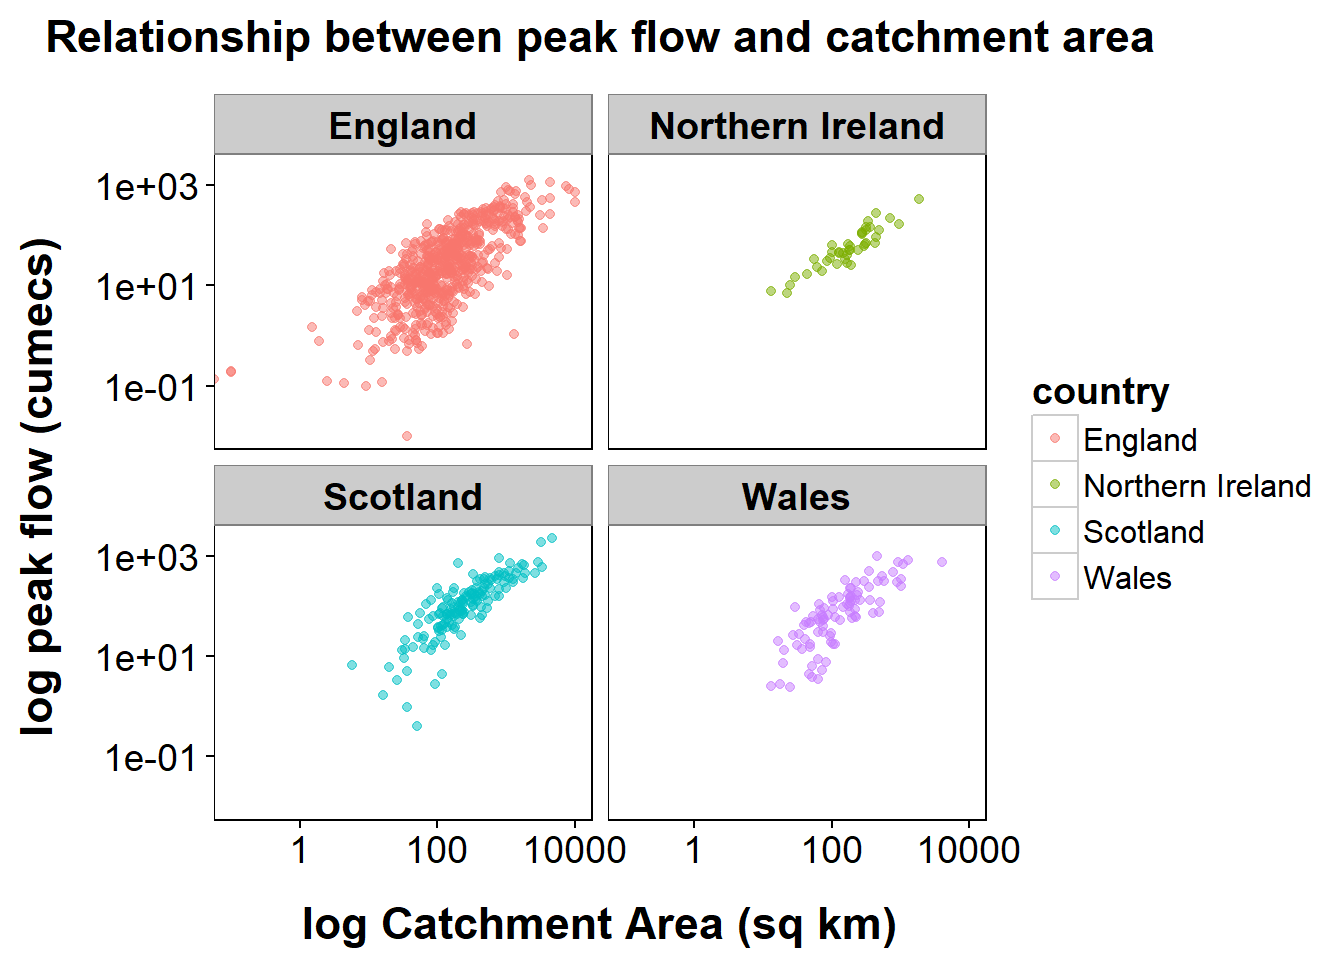 Relationship between peak flow and catchment area
England
Northern Ireland
1e+03
1e+01
1e-01
Scotland
Wales
1e+03
1e+01
1e-01
1
100
10000
1
100
10000
log peak flow (cumecs)
log Catchment Area (sq km)
country
England
Northern Ireland
Scotland
Wales